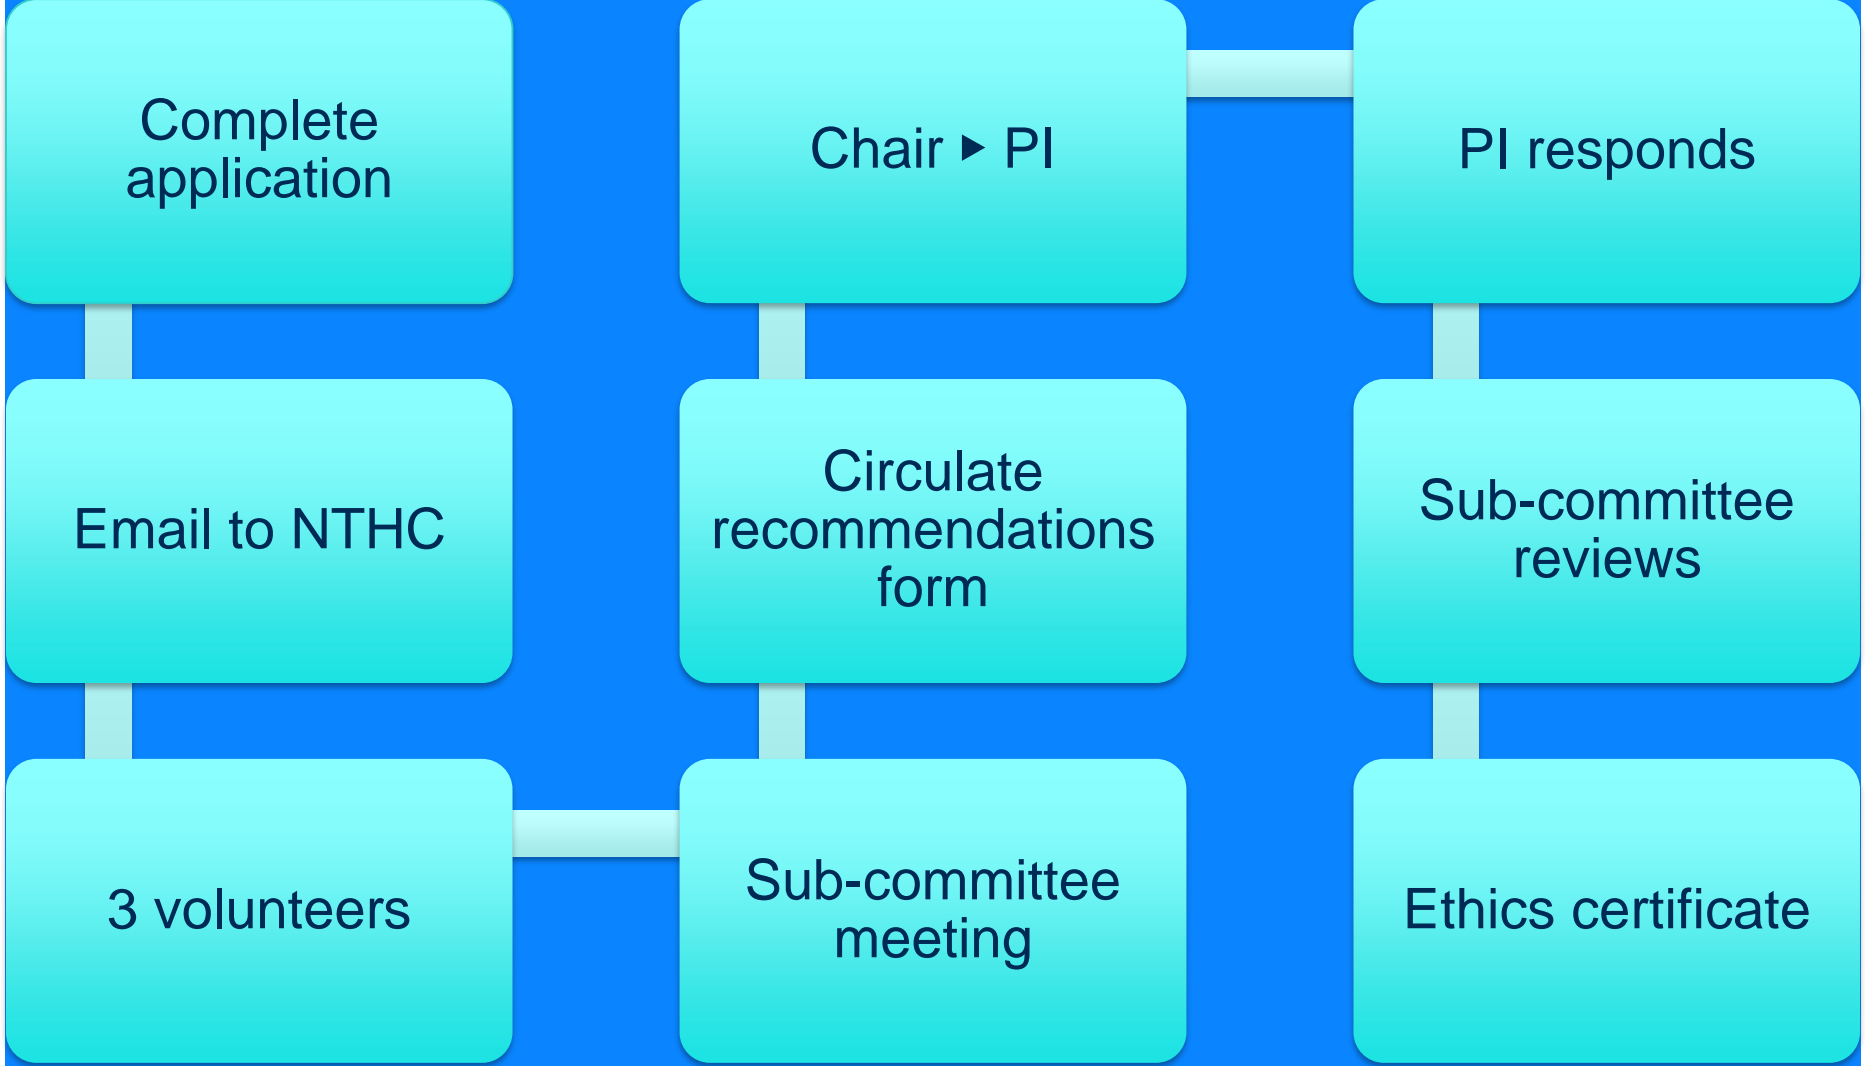 Complete
application
Email to NTHC
3 volunteers
Sub-committee
meeting
Circulate
recommendations
form
Chair ▶ PI
PI responds
Sub-committee
reviews
Ethics certificate